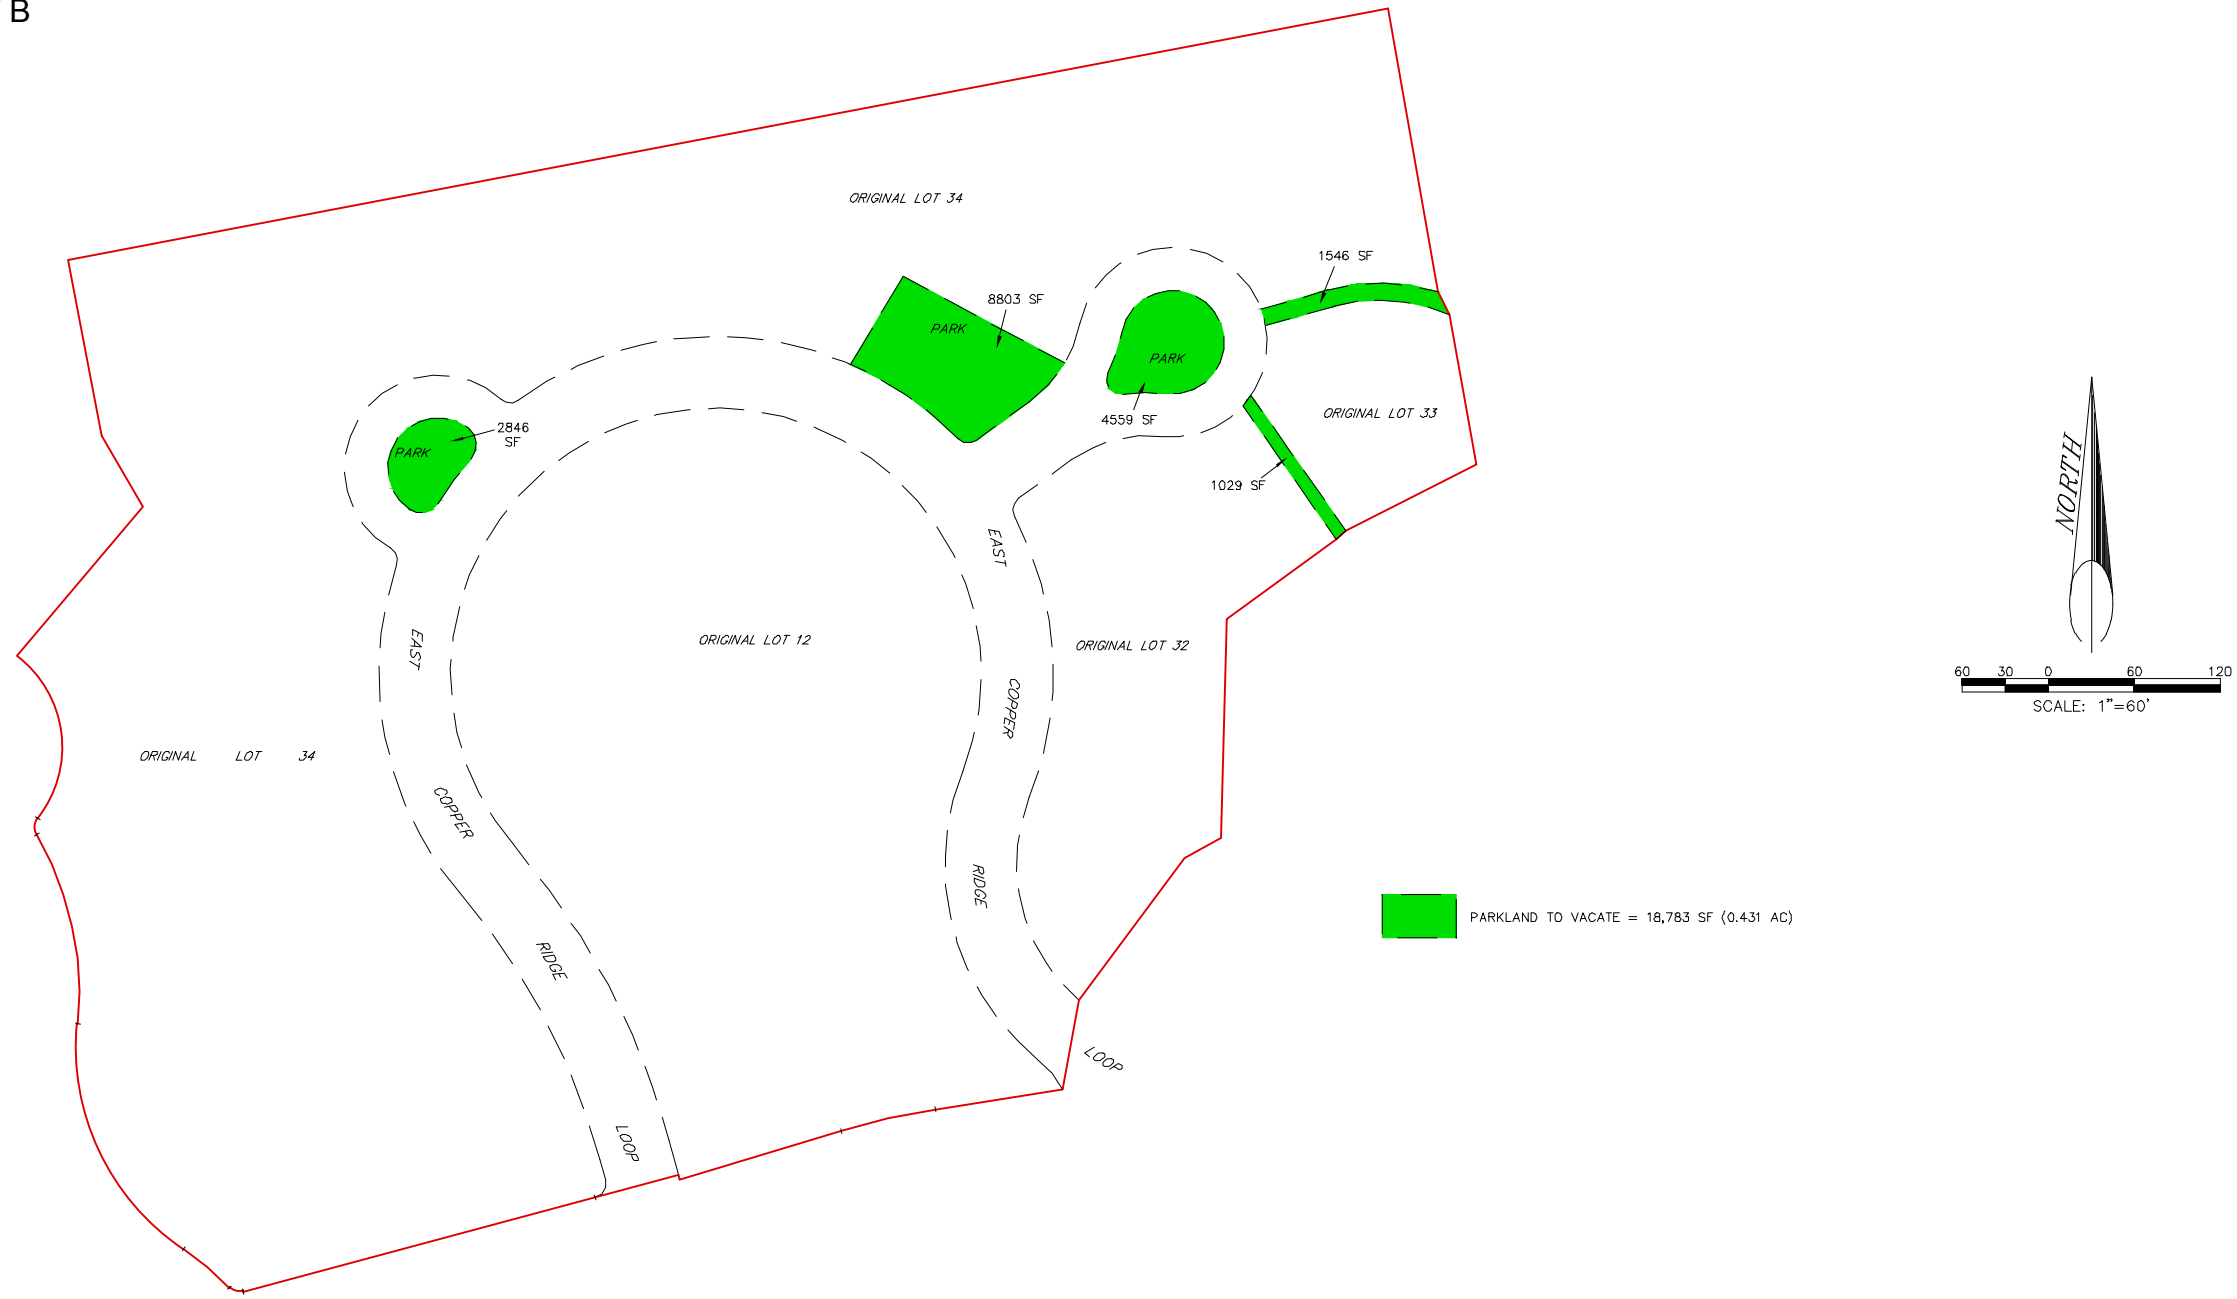 B
ORIGINAL LOT 34
1546 SF
8803 SF
PARK
PARK
4559 SF
ORIGINAL LOT 33
2846
SF
PARK
1029 SF
EAST
EAST
ORIGINAL LOT 12
ORIGINAL LOT 32
COPPER
ORIGINAL LOT 34
COPPER
RIDGE
RIDGE
LOOP
LOOP
NORTH
60 30 0 60 120
SCALE: 1"=60'
PARKLAND TO VACATE = 18,783 SF (0.431 AC)